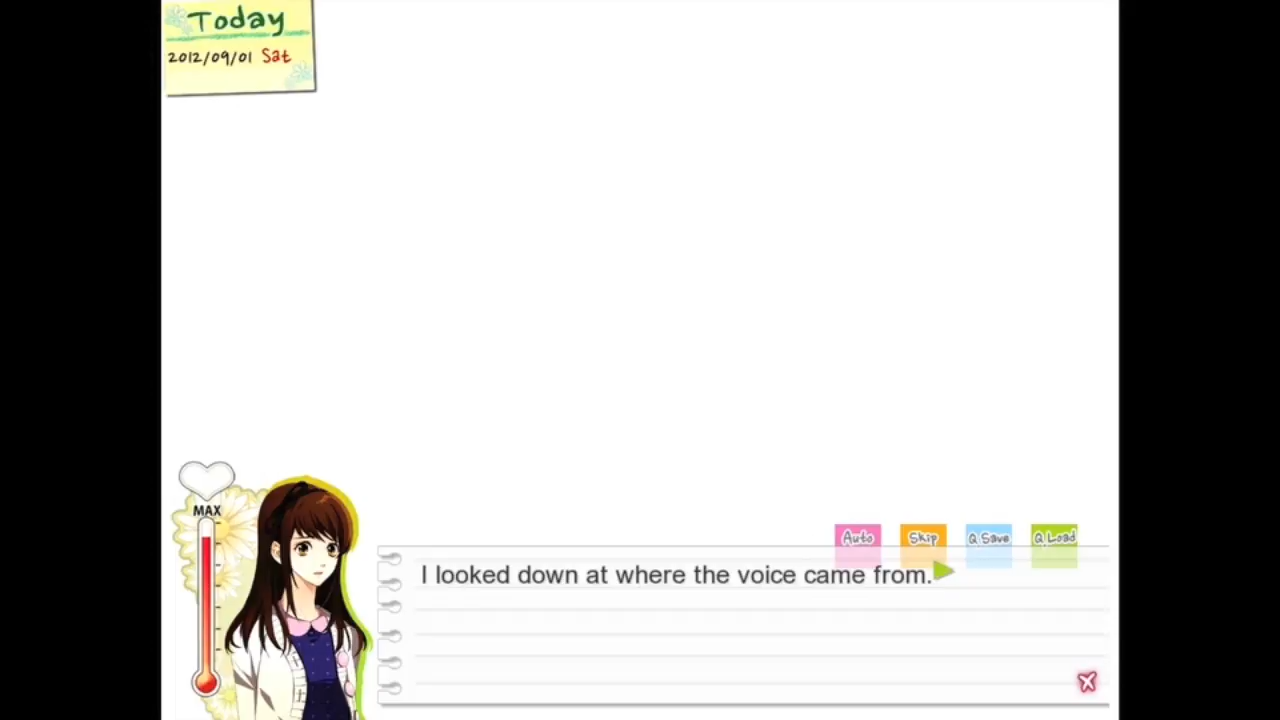 Today
2012/09/01 Sat
MAX
Auto Skip Q.Save Q.Load
I looked down at where the voice came from.